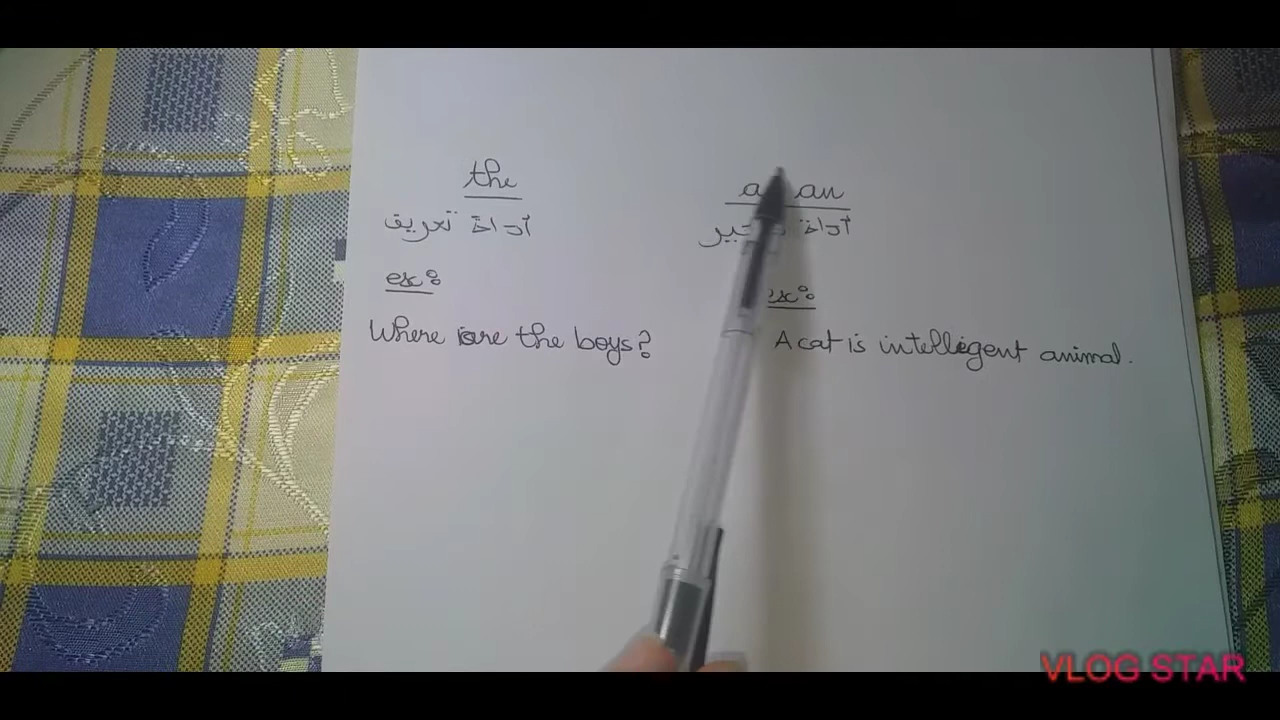 the
أداة تعريف
ex:
Where are the boys?
a an
أداة
ex:
A cat is intelligent animal.
VLOG STAR